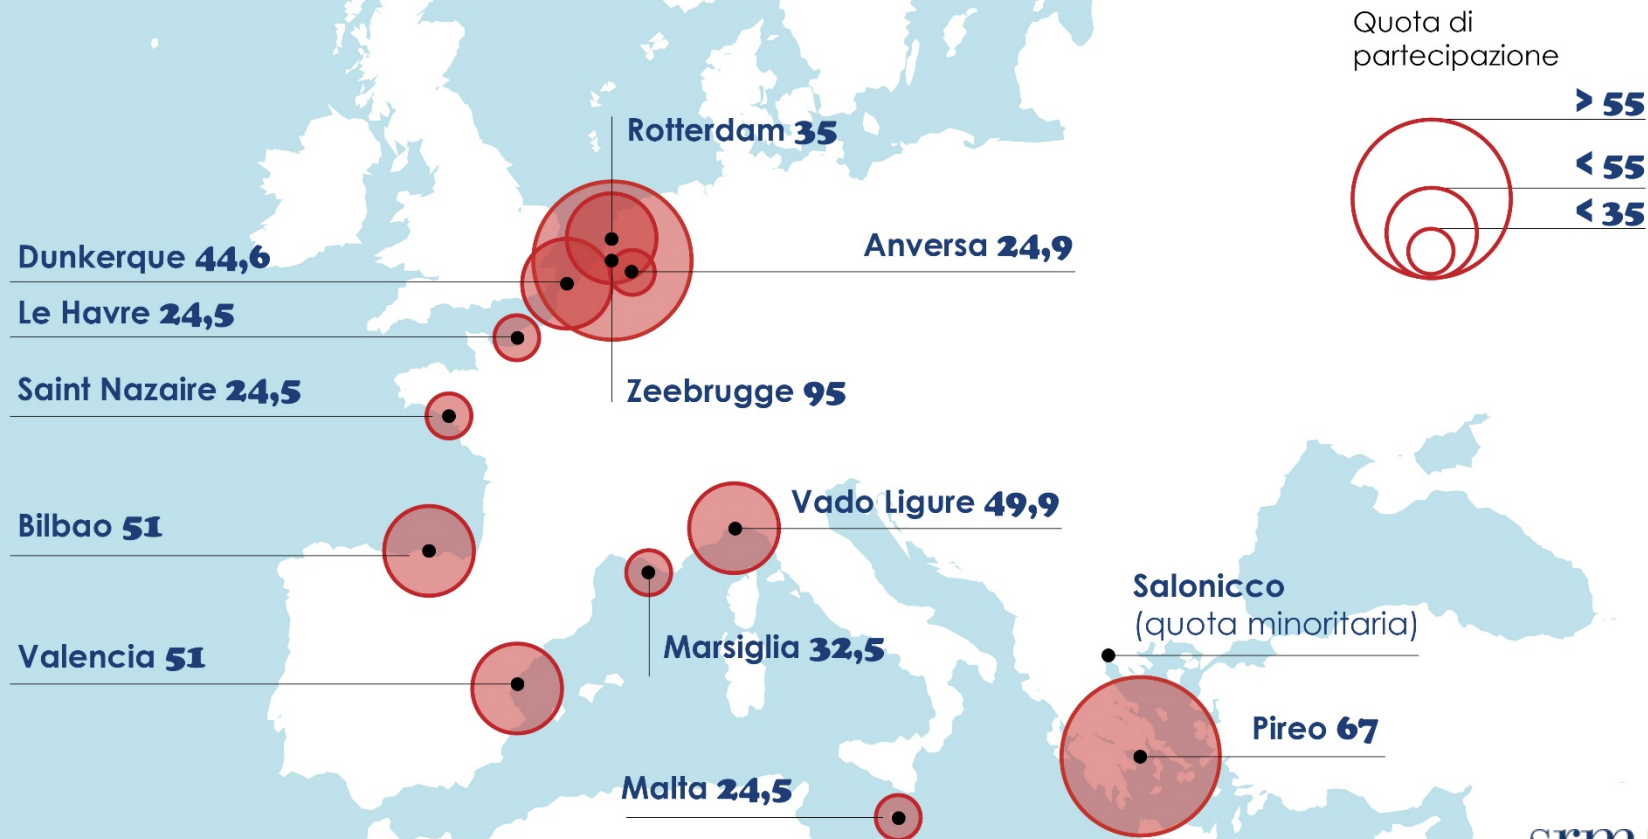 Quota di
partecipazione
> 55
< 55
< 35
Rotterdam 35
Dunkerque 44,6
Anversa 24,9
Le Havre 24,5
Saint Nazaire 24,5
Zeebrugge 95
Bilbao 51
Vado Ligure 49,9
Salonicco
(quota minoritaria)
Marsiglia 32,5
Valencia 51
Pireo 67
Malta 24,5
srm